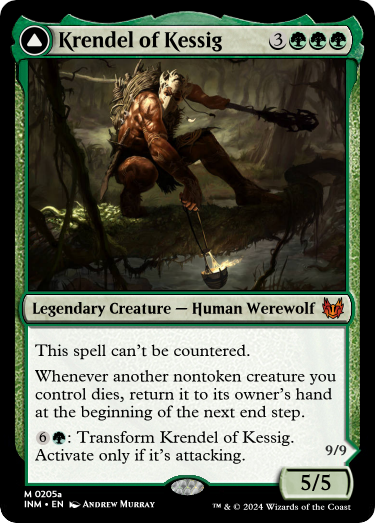 Krendel of Kessig 3
Legendary Creature — Human Werewolf
This spell can't be countered.
Whenever another nontoken creature you
control dies, return it to its owner's hand
at the beginning of the next end step.
6 : Transform Krendel of Kessig.
Activate only if it's attacking.
9/9
5/5
M 0205a
INM • EN Andrew Murray
™ & © 2024 Wizards of the Coast